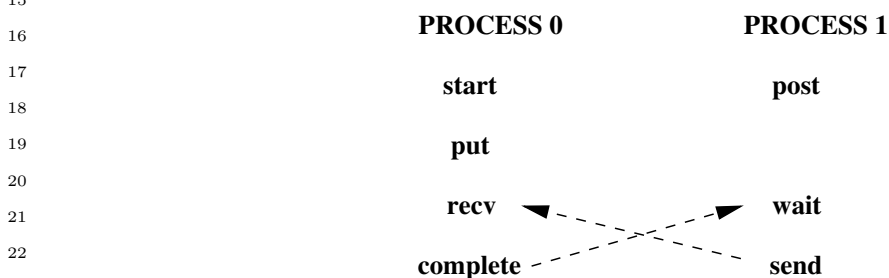 15
PROCESS 0 PROCESS 1
16
17
start post
18
19
put
20
recv wait
21
22
complete send